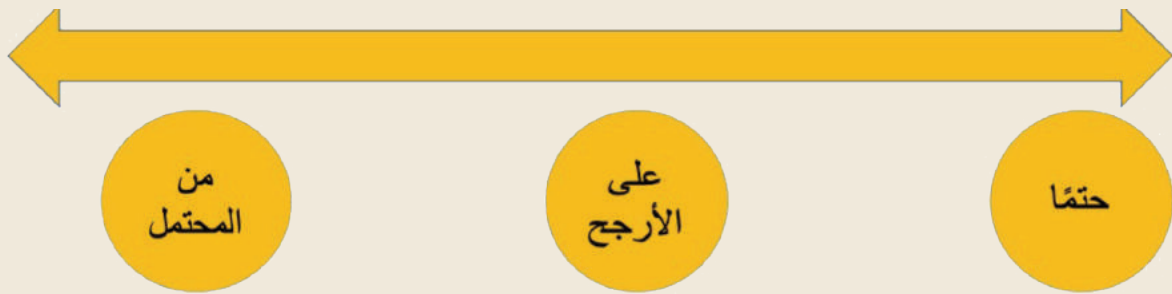 حتمًا
على
الأرجح
من
المحتمل